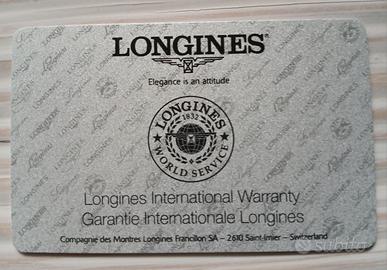 LONGINES®
Elegance is an attitude
LONGINES
1832
WORLD SERVICE
Longines International Warranty
Garantie Internationale Longines
Compagnie des Montres Longines Francillon SA – 2610 Saint-Imier – Switzerland
subito